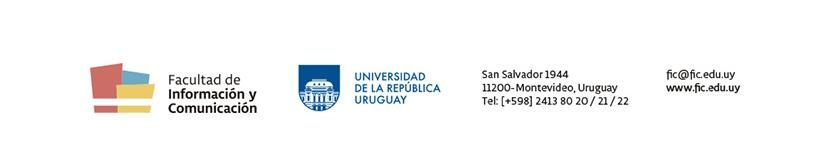 Facultad de
Información y
Comunicación
UNIVERSIDAD
DE LA REPÚBLICA
URUGUAY
San Salvador 1944
11200-Montevideo, Uruguay
Tel: [+598] 2413 80 20 / 21 / 22
fic@fic.edu.uy
www.fic.edu.uy